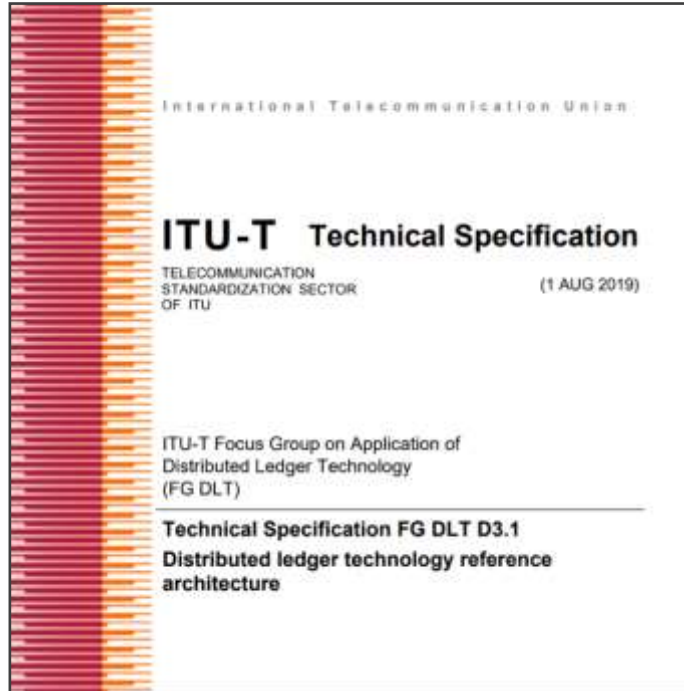 International Telecommunication Union
ITU-T Technical Specification
TELECOMMUNICATION
STANDARDIZATION SECTOR
OF ITU
(1 AUG 2019)
ITU-T Focus Group on Application of
Distributed Ledger Technology
(FG DLT)
Technical Specification FG DLT D3.1
Distributed ledger technology reference
architecture